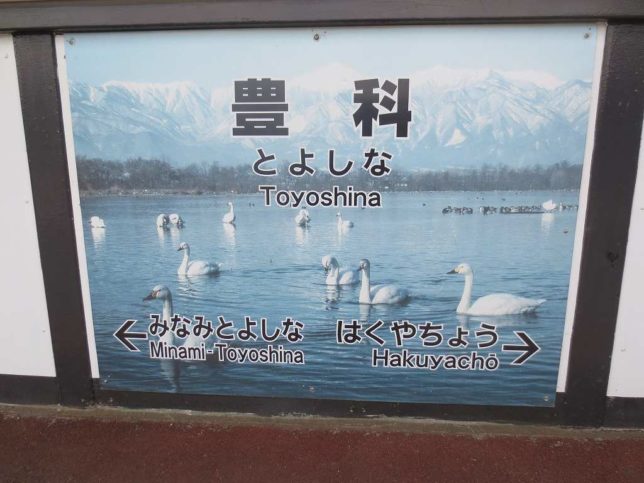 豊科
とよしな
Toyoshina
みなみとよしな はくやちょう
Minami-Toyoshina Hakuyachō